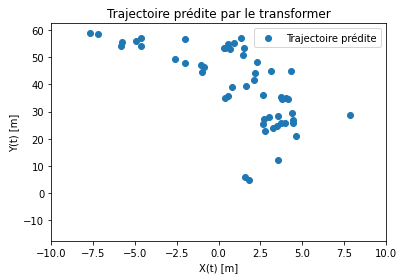 Trajectoire prédite par le transformer
Trajectoire prédite
60
50
40
30
20
10
0
−10
Y(t) [m]
−10.0 −7.5 −5.0 −2.5 0.0 2.5 5.0 7.5 10.0
X(t) [m]